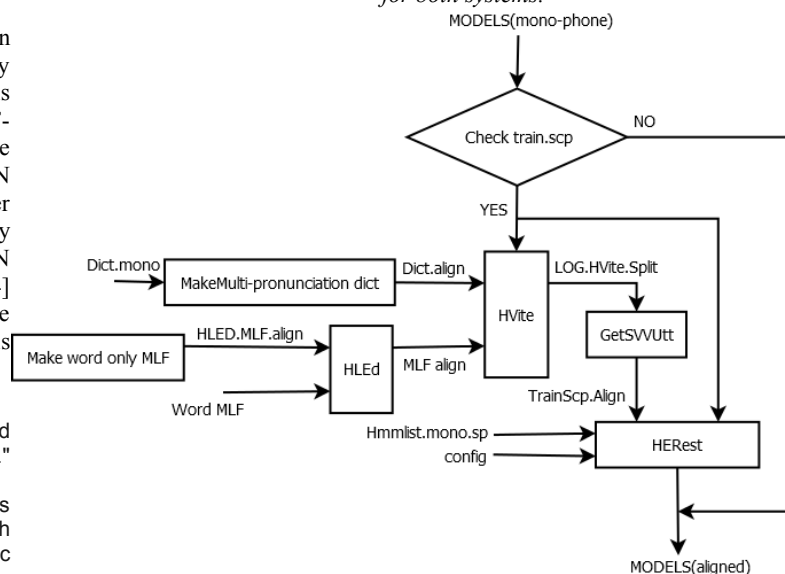 for both systems.
MODELS(mono-phone)
Check train.scp
NO
YES
Dict.mono
MakeMulti-pronunciation dict
Dict.align
HVite
LOG.HVite.Split
GetSVVUtt
Make word only MLF
HLED.MLF.align
HLEd
MLF align
Word MLF
TrainScp.Align
Hmmlist.mono.sp
config
HERest
MODELS(aligned)